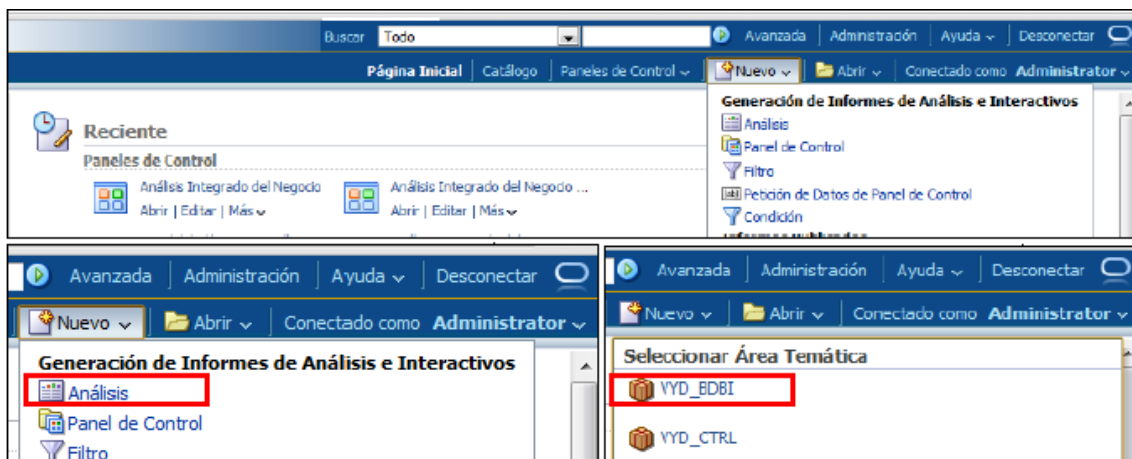 Buscar Todo Avanzada Administración Ayuda Desconectar
Página Inicial Catálogo Paneles de Control Nuevo Abrir Conectado como Administrator
Generación de Informes de Análisis e Interactivos
Análisis
Panel de Control
Filtro
Petición de Datos de Panel de Control
Condición
Reciente
Paneles de Control
Análisis Integrado del Negocio
Abrir | Editar | Más
Análisis Integrado del Negocio ...
Abrir | Editar | Más
Avanzada Administración Ayuda Desconectar
Nuevo Abrir Conectado como Administrator
Generación de Informes de Análisis e Interactivos
Análisis
Panel de Control
Filtro
Avanzada Administración Ayuda Desconectar
Nuevo Abrir Conectado como Administrator
Seleccionar Área Temática
VYD_BDBI
VYD_CTRL